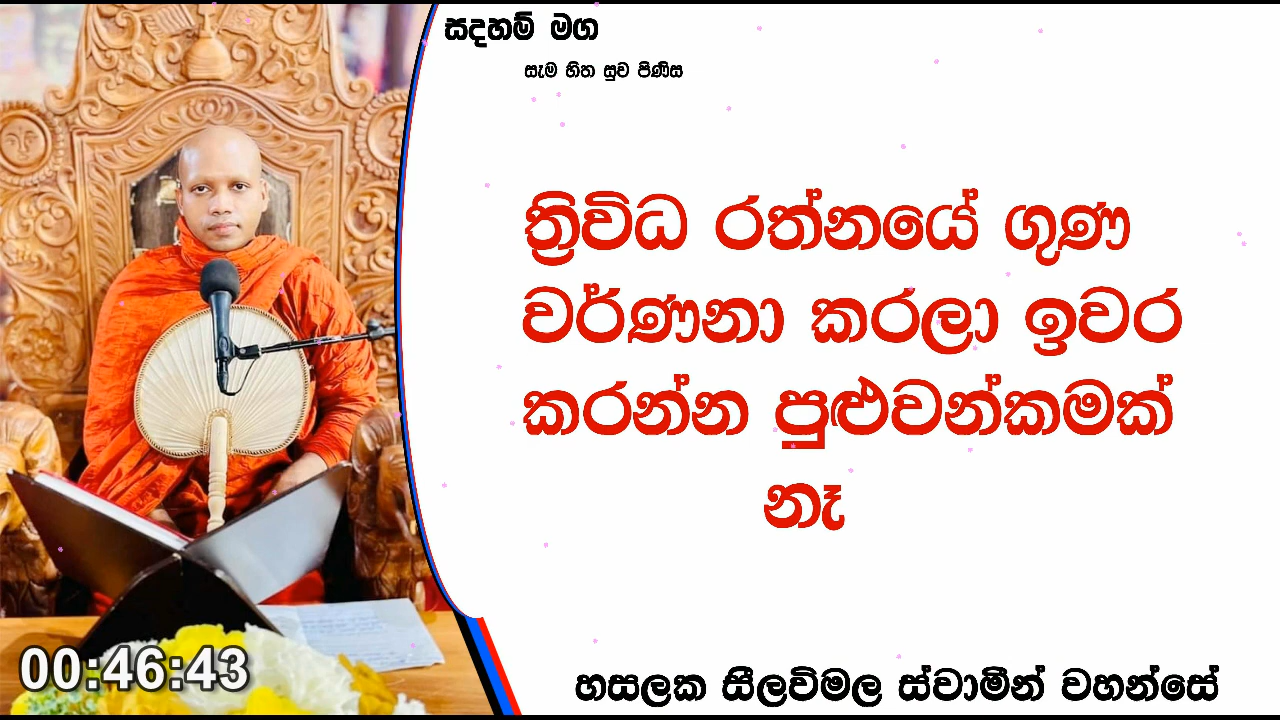 සදහම් මග
සැම හිත සුව පිණිස
ත්‍රිවිධ රත්නයේ ගුණ
වර්ණනා කරලා ඉවර
කරන්න පුළුවන්කමක්
නෑ
00:46:43
හසලක සීලවිමල ස්වාමීන් වහන්සේ